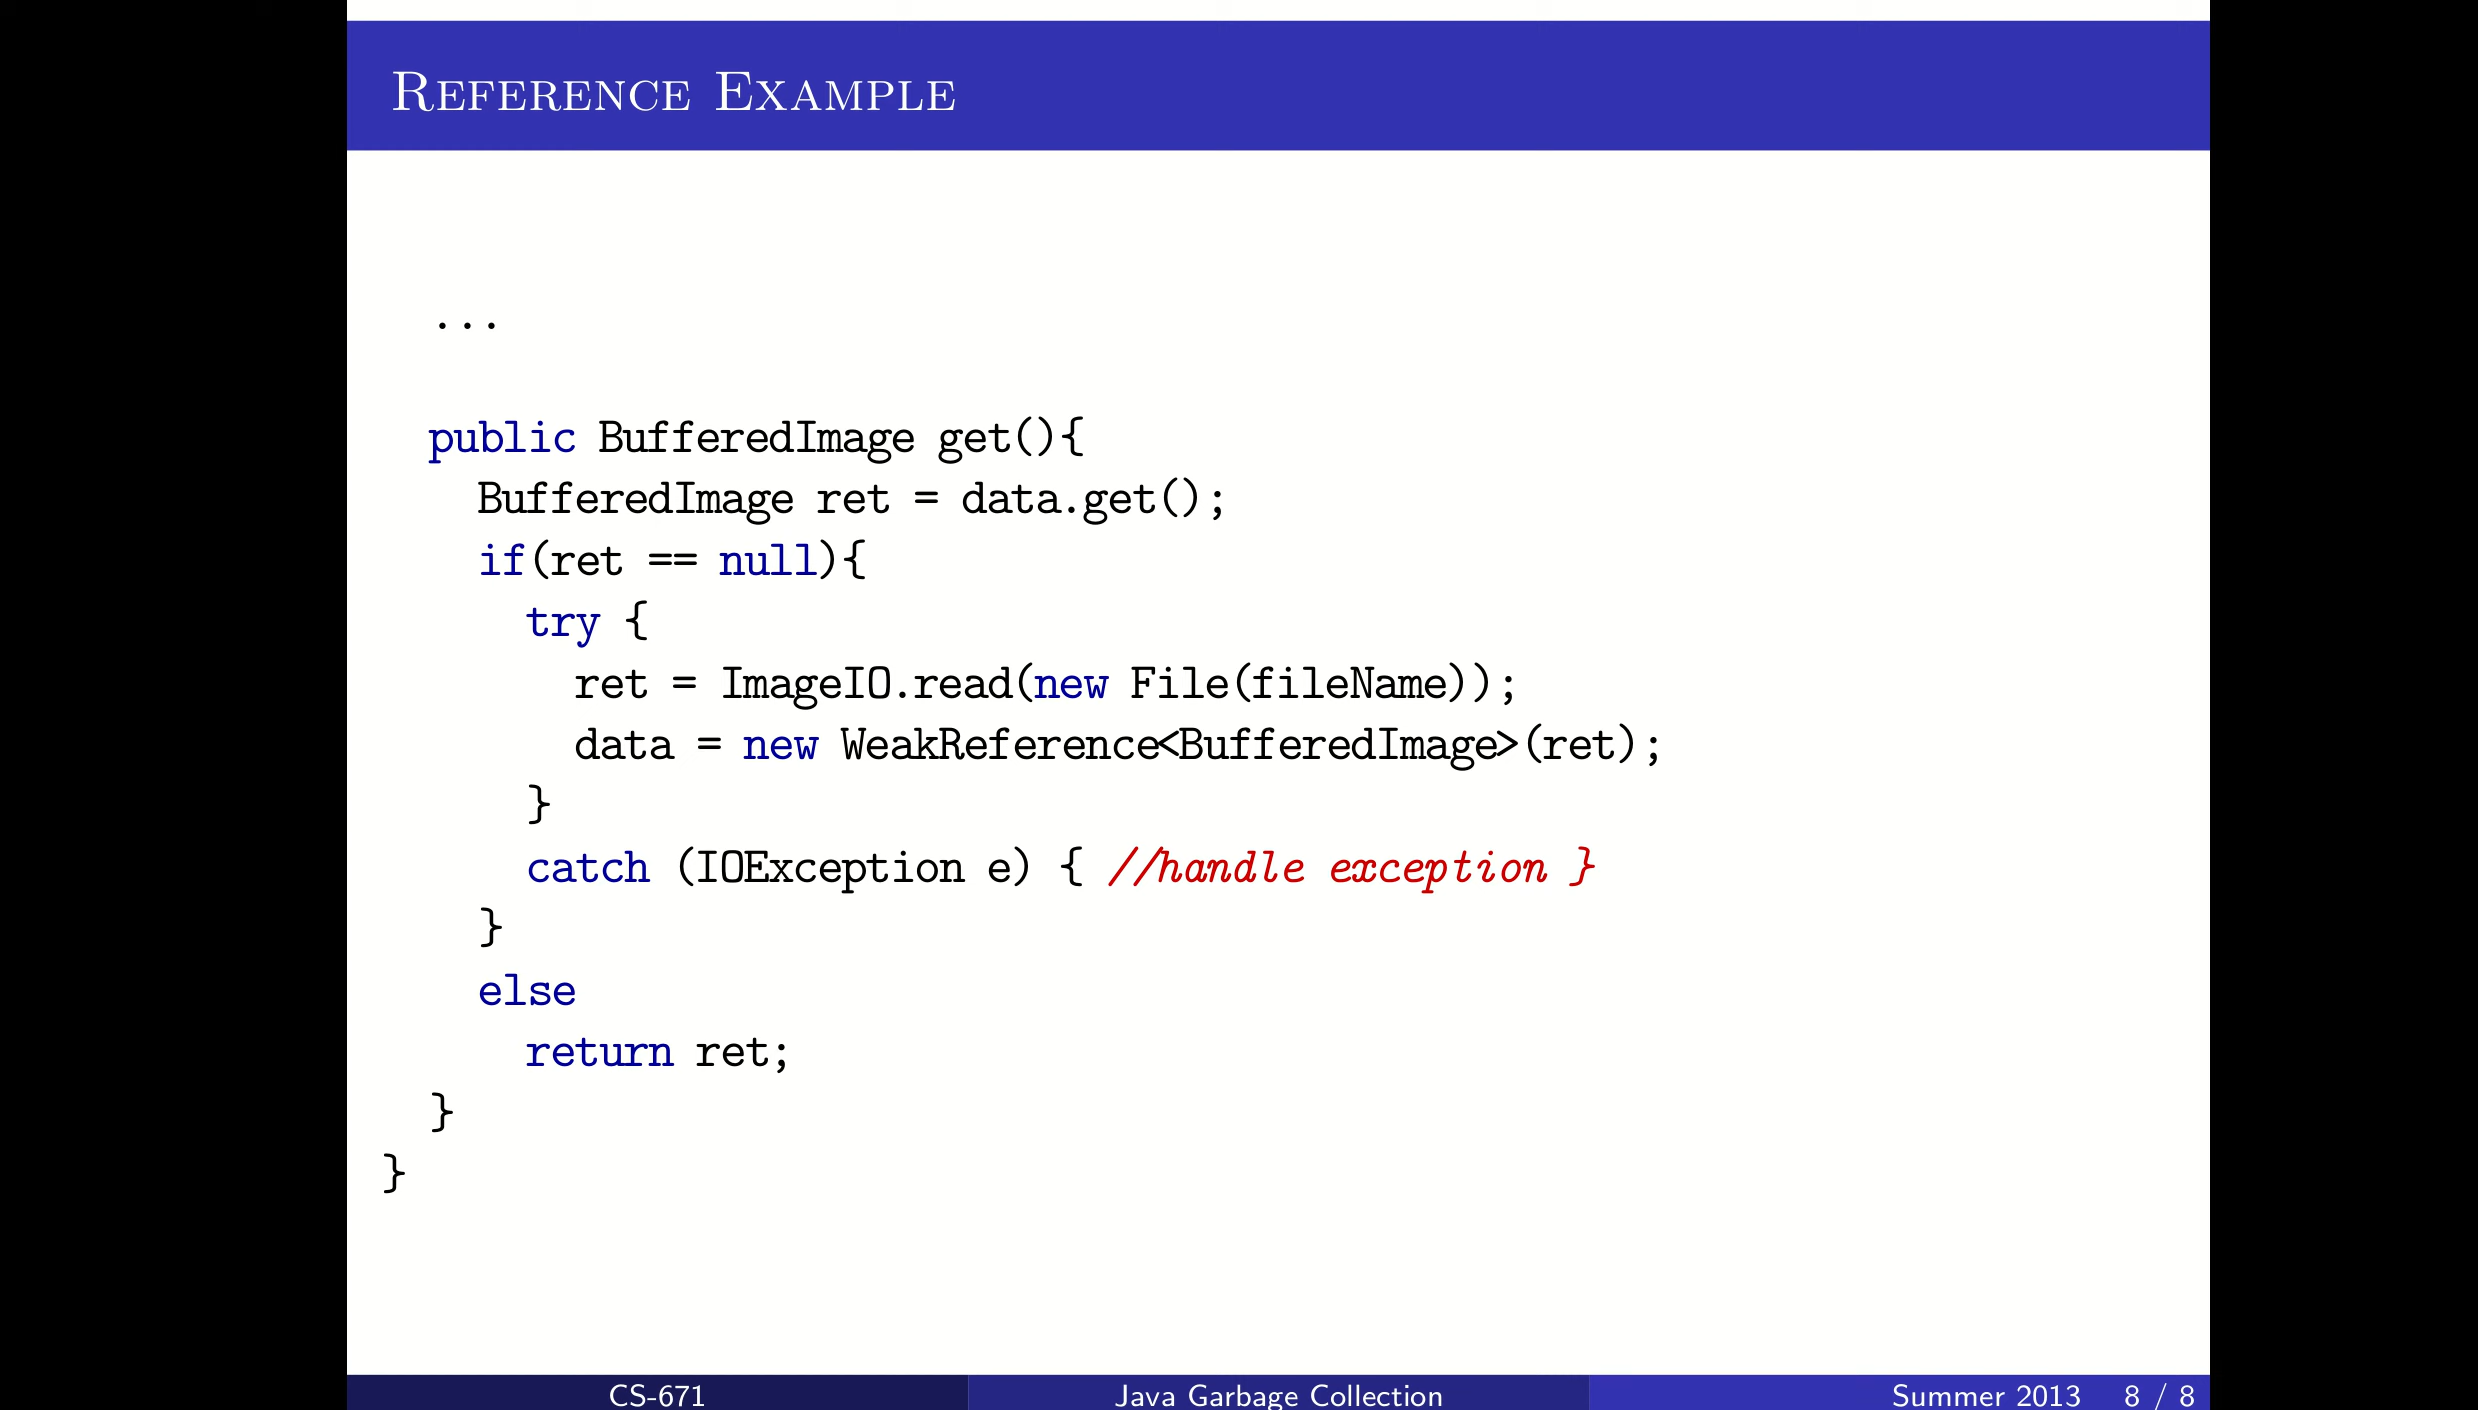 Reference Example
...
public BufferedImage get(){
BufferedImage ret = data.get();
if(ret == null){
try {
ret = ImageIO.read(new File(fileName));
data = new WeakReference<BufferedImage>(ret);
}
catch (IOException e) { //handle exception }
}
else
return ret;
}
}
CS-671 Java Garbage Collection Summer 2013 8 / 8